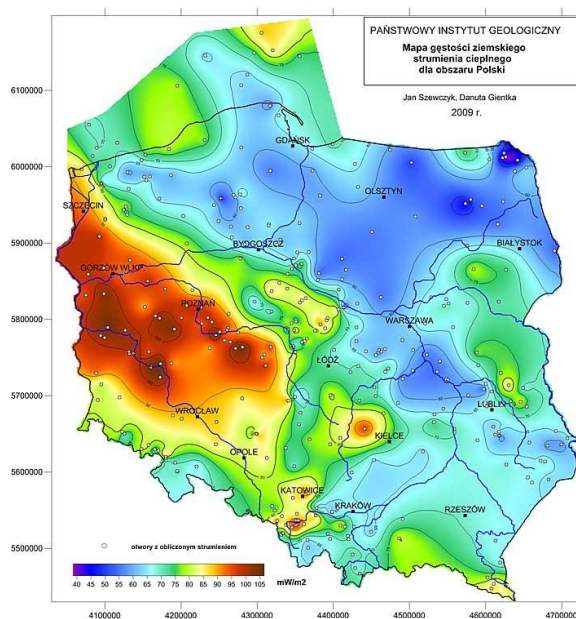 PAŃSTWOWY INSTYTUT GEOLOGICZNY
Mapa gęstości ziemskiego
strumienia cieplnego
dla obszaru Polski
Jan Szewczyk, Danuta Gientka
2009 r.
6100000
6000000
5900000
5800000
5700000
5600000
5500000
GDAŃSK
OLSZTYN
SZCZECIN
BYDGOSZCZ
BIAŁYSTOK
GORZÓW WLKP
POZNAŃ
WARSZAWA
ŁÓDŹ
WROCŁAW
LUBLIN
KIELCE
OPOLE
KATOWICE
KRAKÓW
RZESZÓW
otwory z obliczonym strumieniem
40 45 50 55 60 65 70 75 80 85 90 95 100 105
mW/m2
4100000 4200000 4300000 4400000 4500000 4600000 4700000